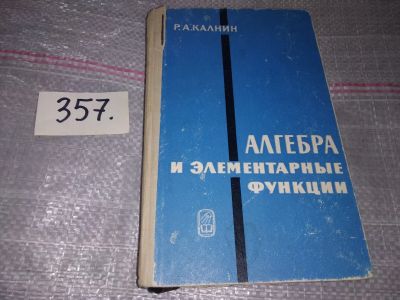 357.
Р.А.КАЛНИН
АЛГЕБРА
И ЭЛЕМЕНТАРНЫЕ
ФУНКЦИИ